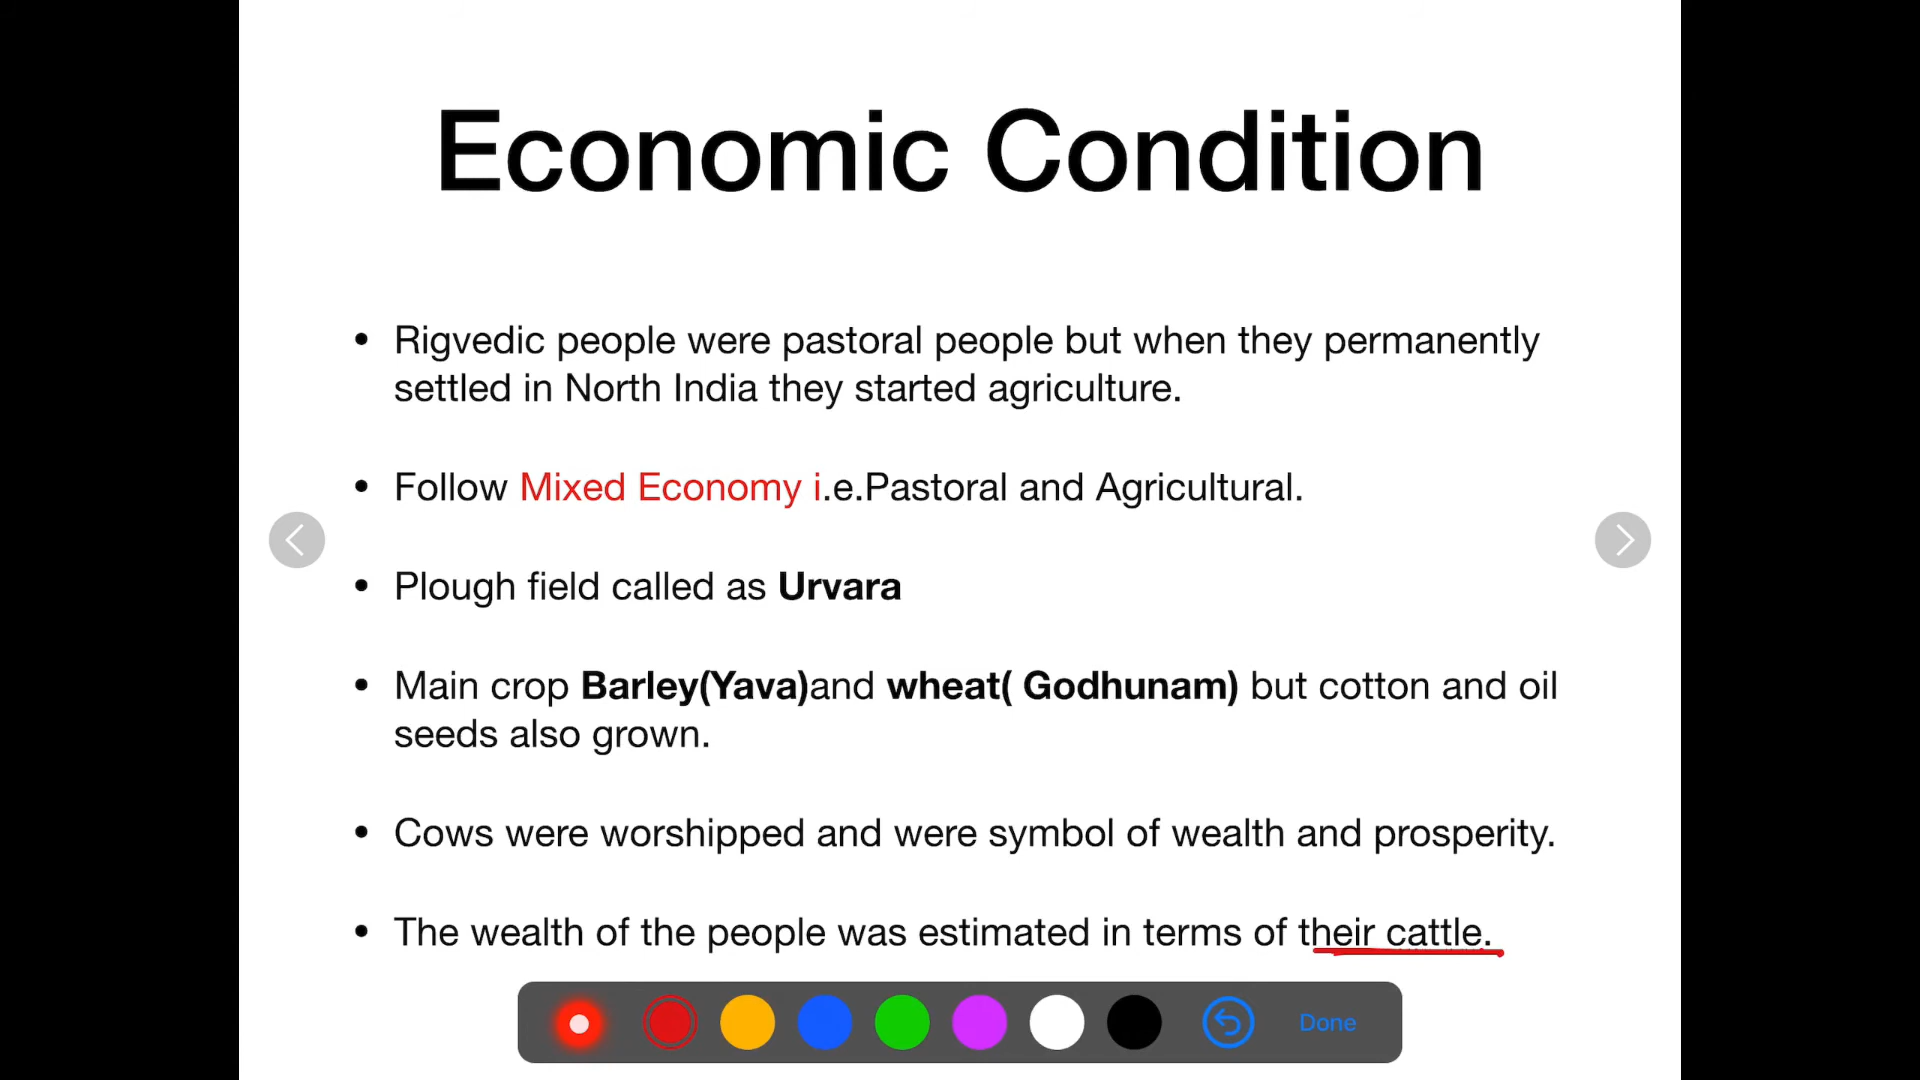 Economic Condition
• Rigvedic people were pastoral people but when they permanently
settled in North India they started agriculture.
• Follow Mixed Economy i.e.Pastoral and Agricultural.
• Plough field called as Urvara
• Main crop Barley(Yava)and wheat( Godhunam) but cotton and oil
seeds also grown.
• Cows were worshipped and were symbol of wealth and prosperity.
• The wealth of the people was estimated in terms of their cattle.
Done